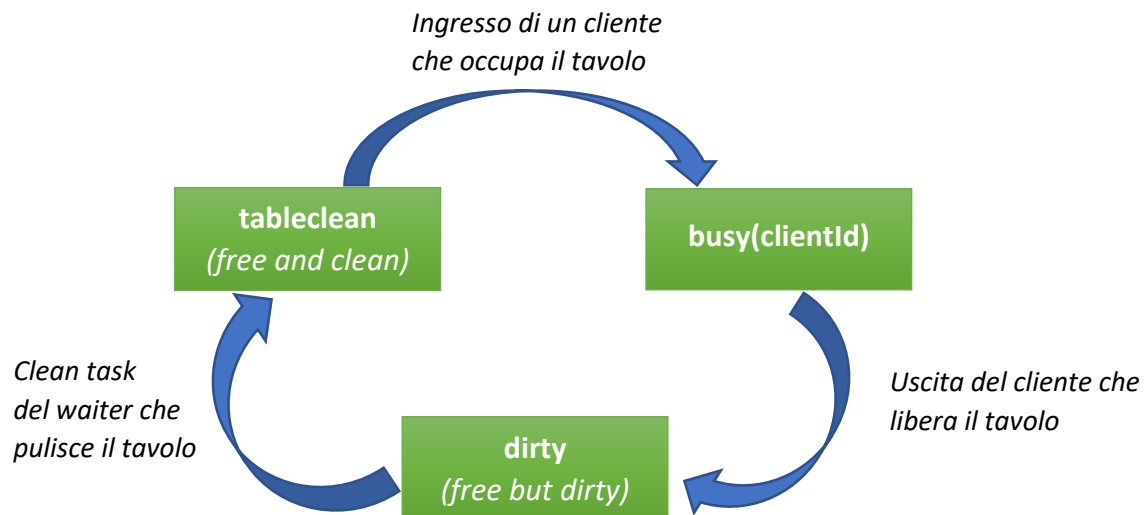 Ingresso di un cliente
che occupa il tavolo
tableclean
(free and clean)
busy(clientId)
Clean task
del waiter che
pulisce il tavolo
Uscita del cliente che
libera il tavolo
dirty
(free but dirty)